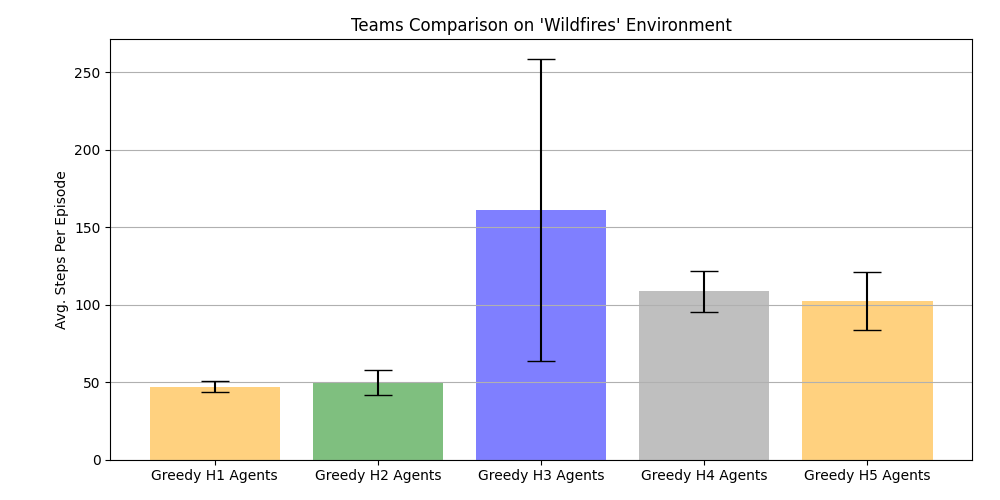 Teams Comparison on 'Wildfires' Environment
Avg. Steps Per Episode
250
200
150
100
50
0
Greedy H1 Agents
Greedy H2 Agents
Greedy H3 Agents
Greedy H4 Agents
Greedy H5 Agents